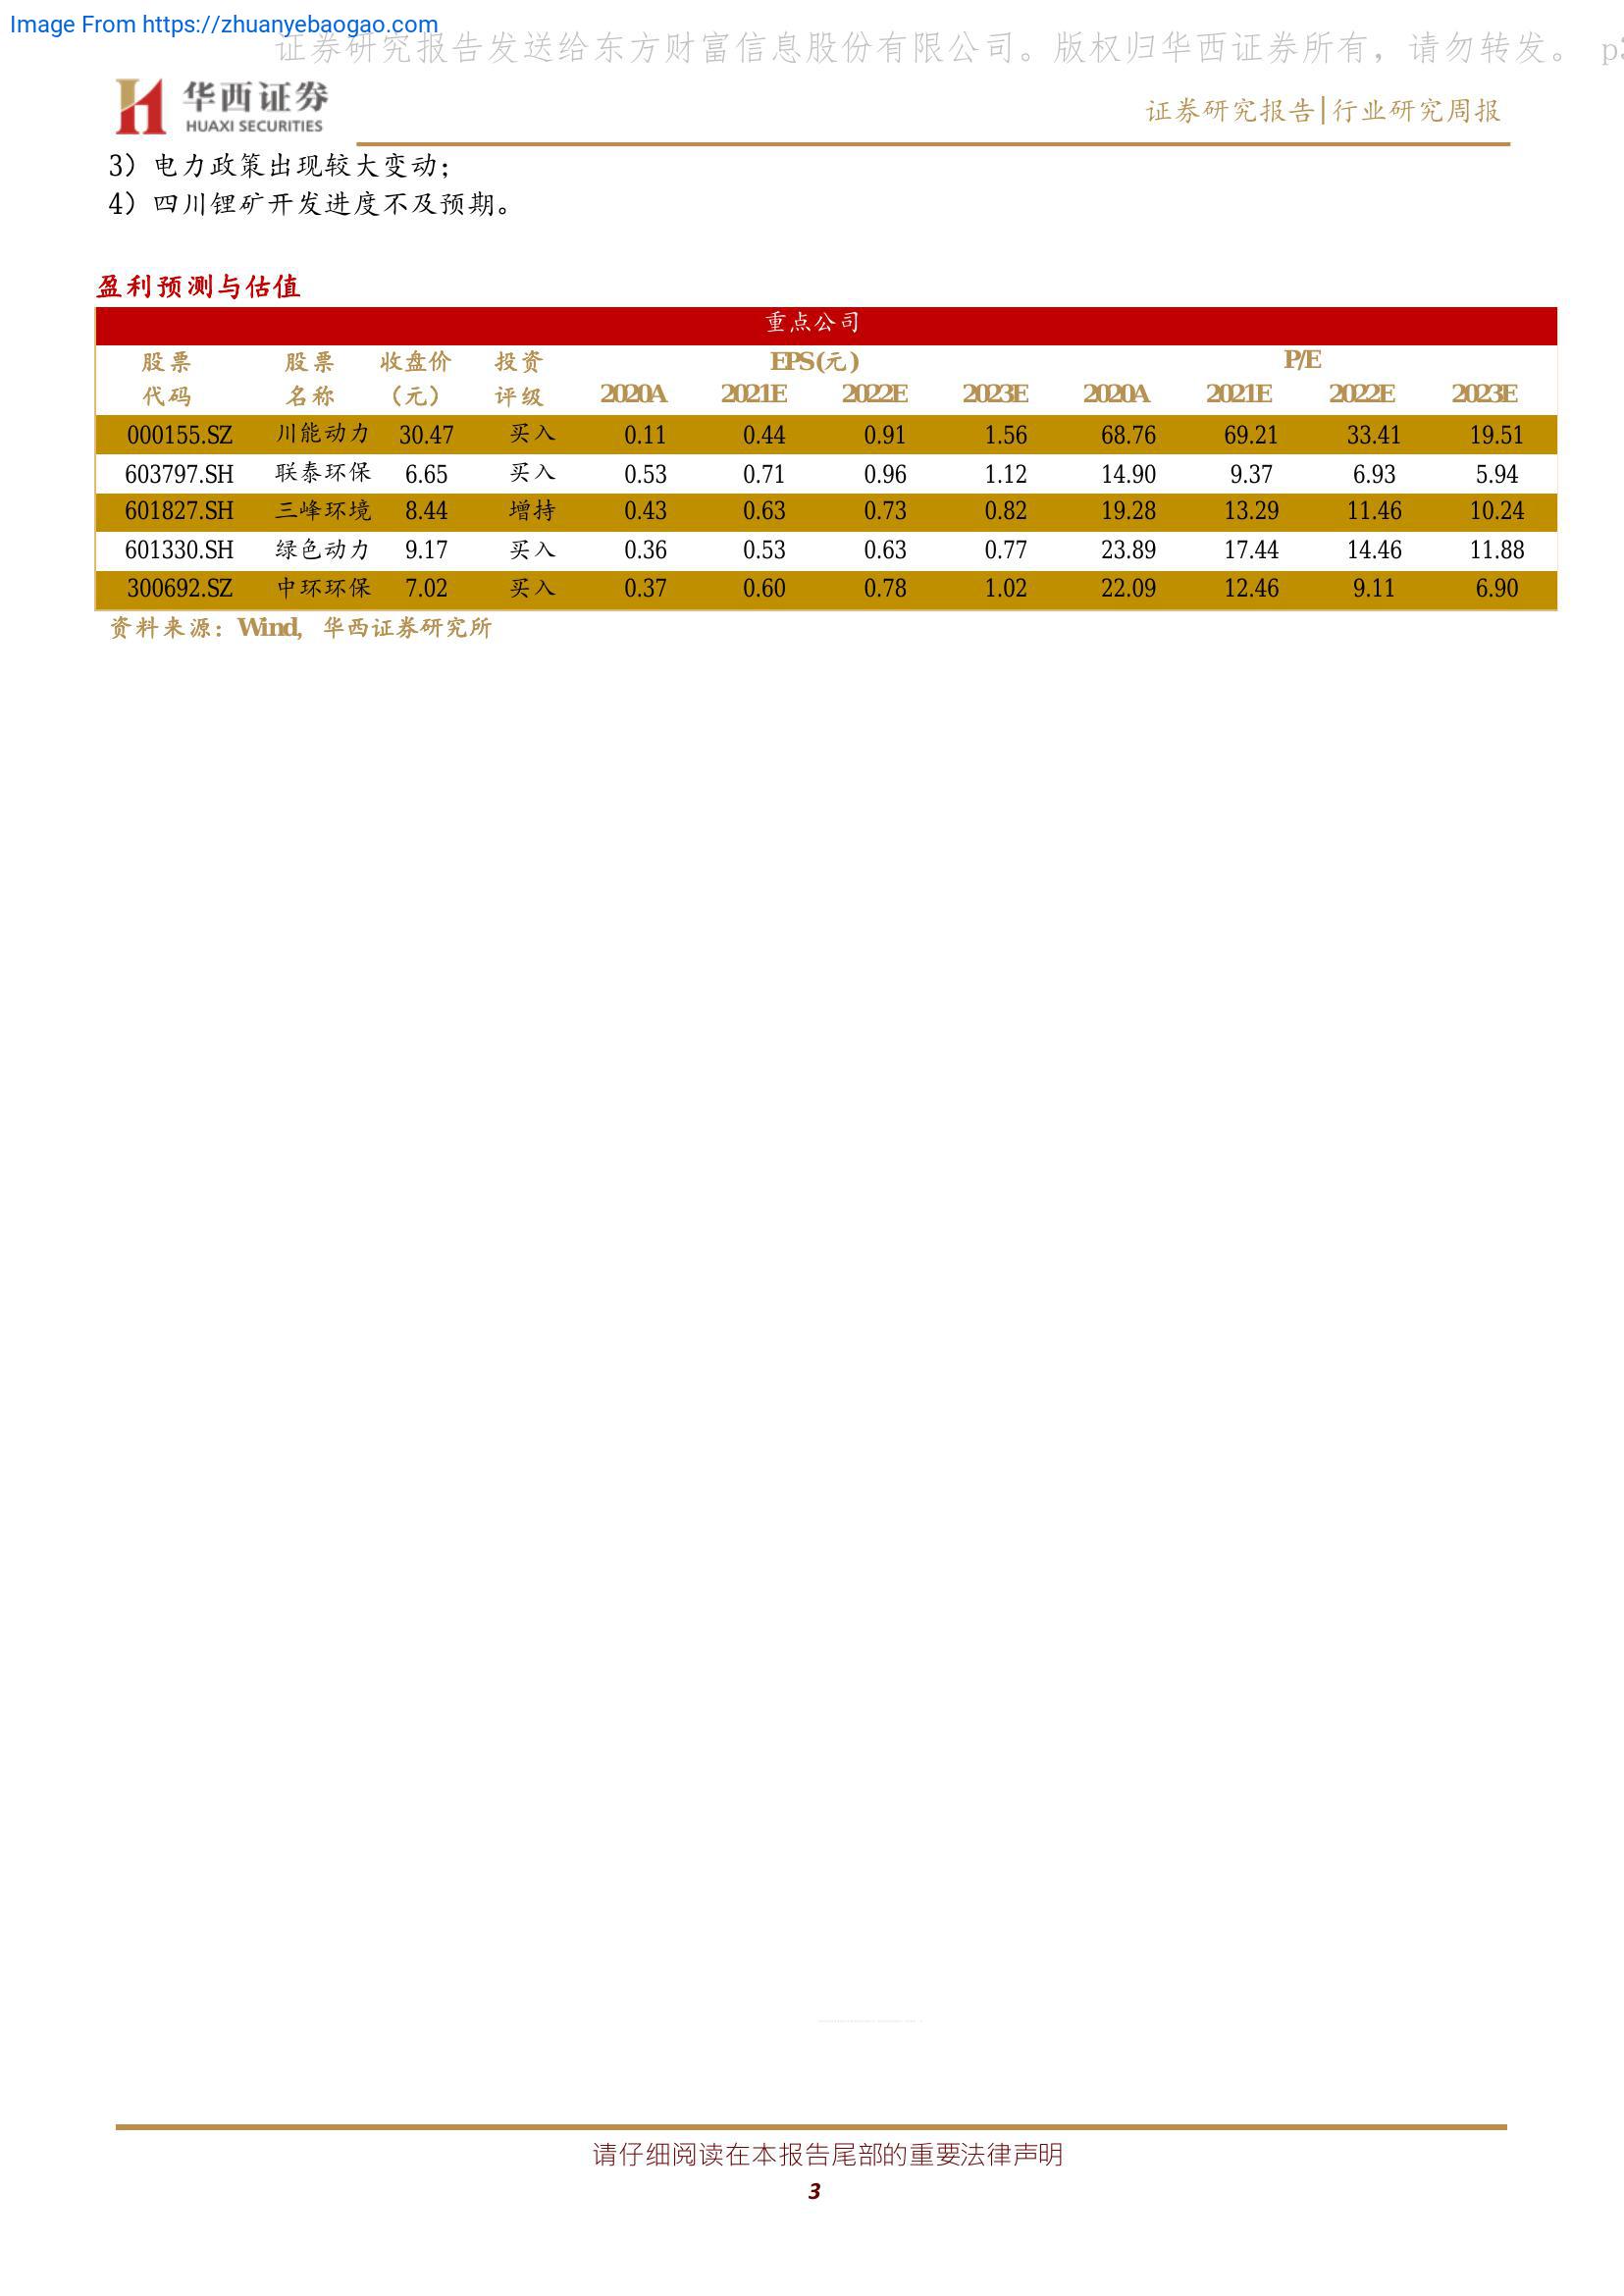 Image From https://zhuanyebaogao.com
证券研究报告发送给东方财富信息股份有限公司。版权归华西证券所有，请勿转发。 p3
华西证券
HUAXI SECURITIES
证券研究报告|行业研究周报
3）电力政策出现较大变动；
4）四川锂矿开发进度不及预期。
盈利预测与估值
重点公司
股票 股票 收盘价 投资 EPS(元) P/E
代码 名称 （元） 评级 2020A 2021E 2022E 2023E 2020A 2021E 2022E 2023E
000155.SZ 川能动力 30.47 买入 0.11 0.44 0.91 1.56 68.76 69.21 33.41 19.51
603797.SH 联泰环保 6.65 买入 0.53 0.71 0.96 1.12 14.90 9.37 6.93 5.94
601827.SH 三峰环境 8.44 增持 0.43 0.63 0.73 0.82 19.28 13.29 11.46 10.24
601330.SH 绿色动力 9.17 买入 0.36 0.53 0.63 0.77 23.89 17.44 14.46 11.88
300692.SZ 中环环保 7.02 买入 0.37 0.60 0.78 1.02 22.09 12.46 9.11 6.90
资料来源：Wind，华西证券研究所
请仔细阅读在本报告尾部的重要法律声明
3